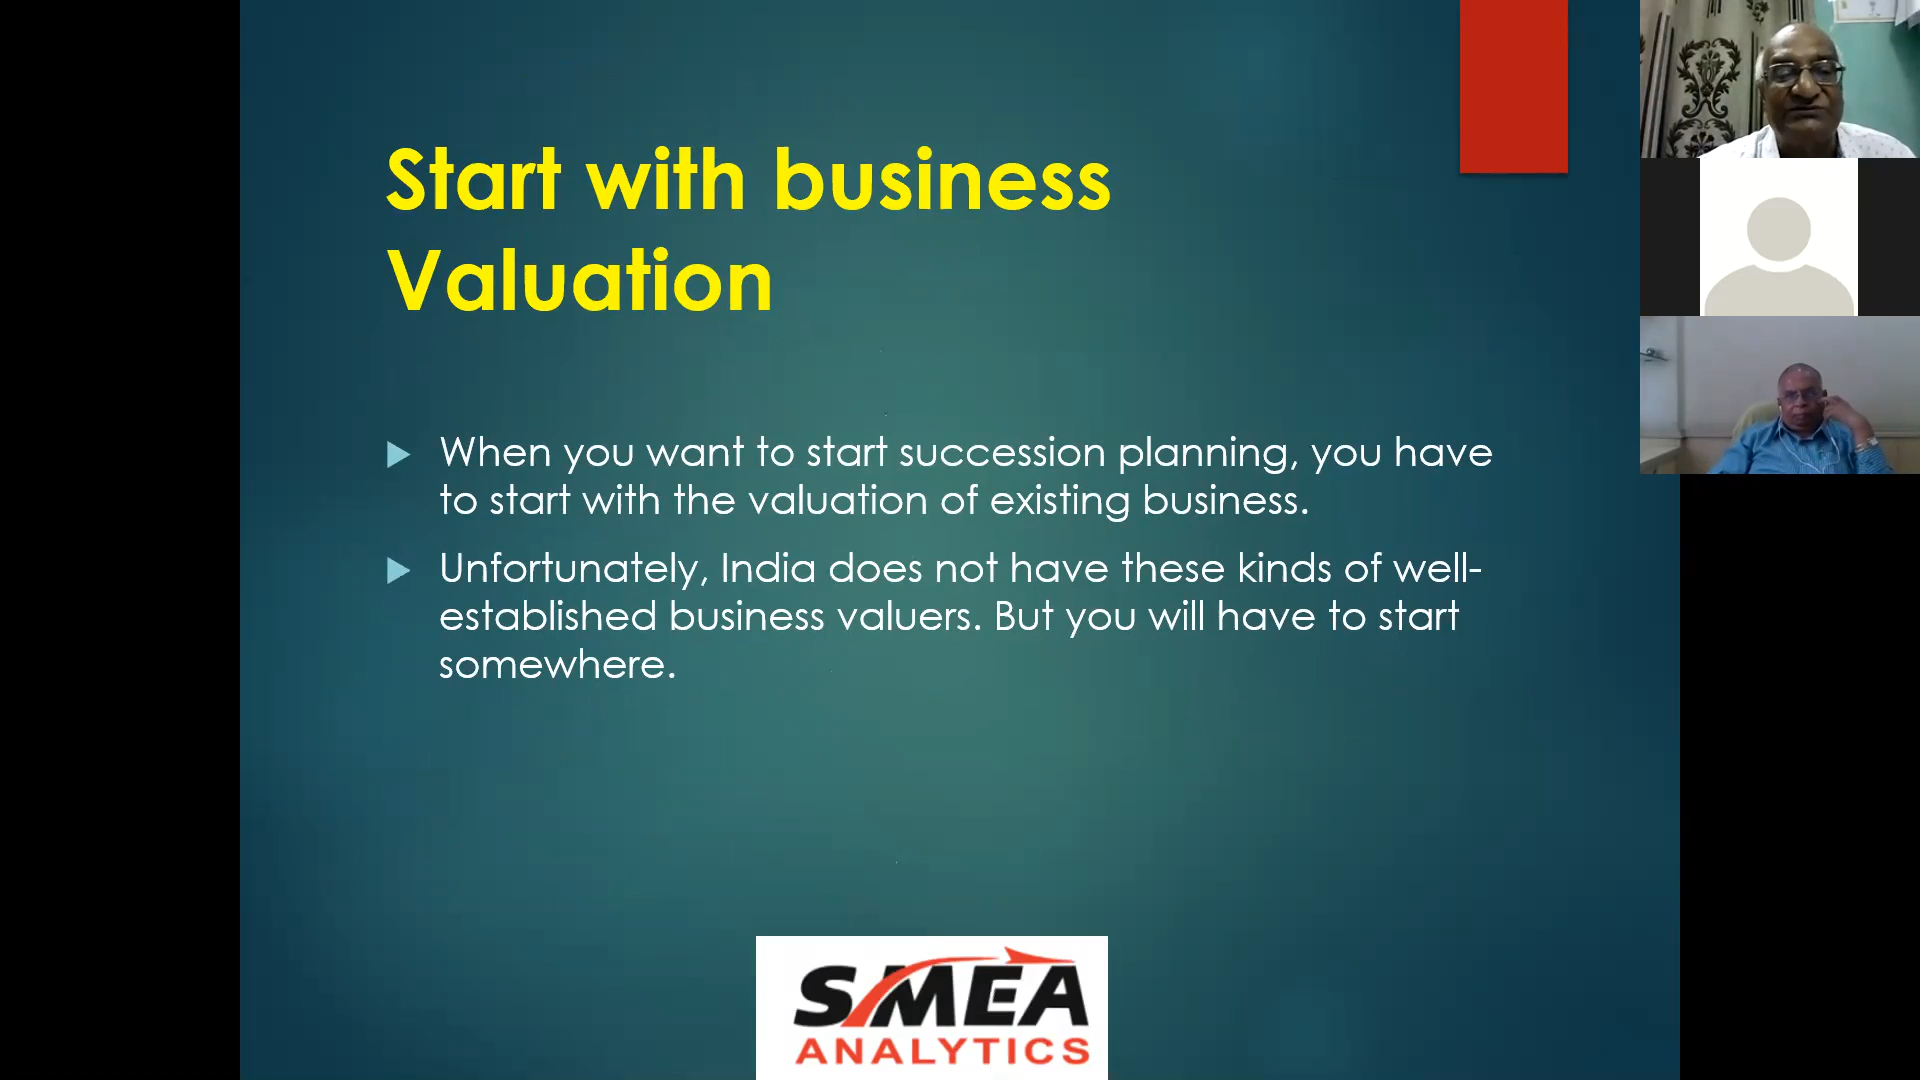 Start with business
Valuation
When you want to start succession planning, you have
to start with the valuation of existing business.
Unfortunately, India does not have these kinds of well-
established business valuers. But you will have to start
somewhere.
SMEA
ANALYTICS